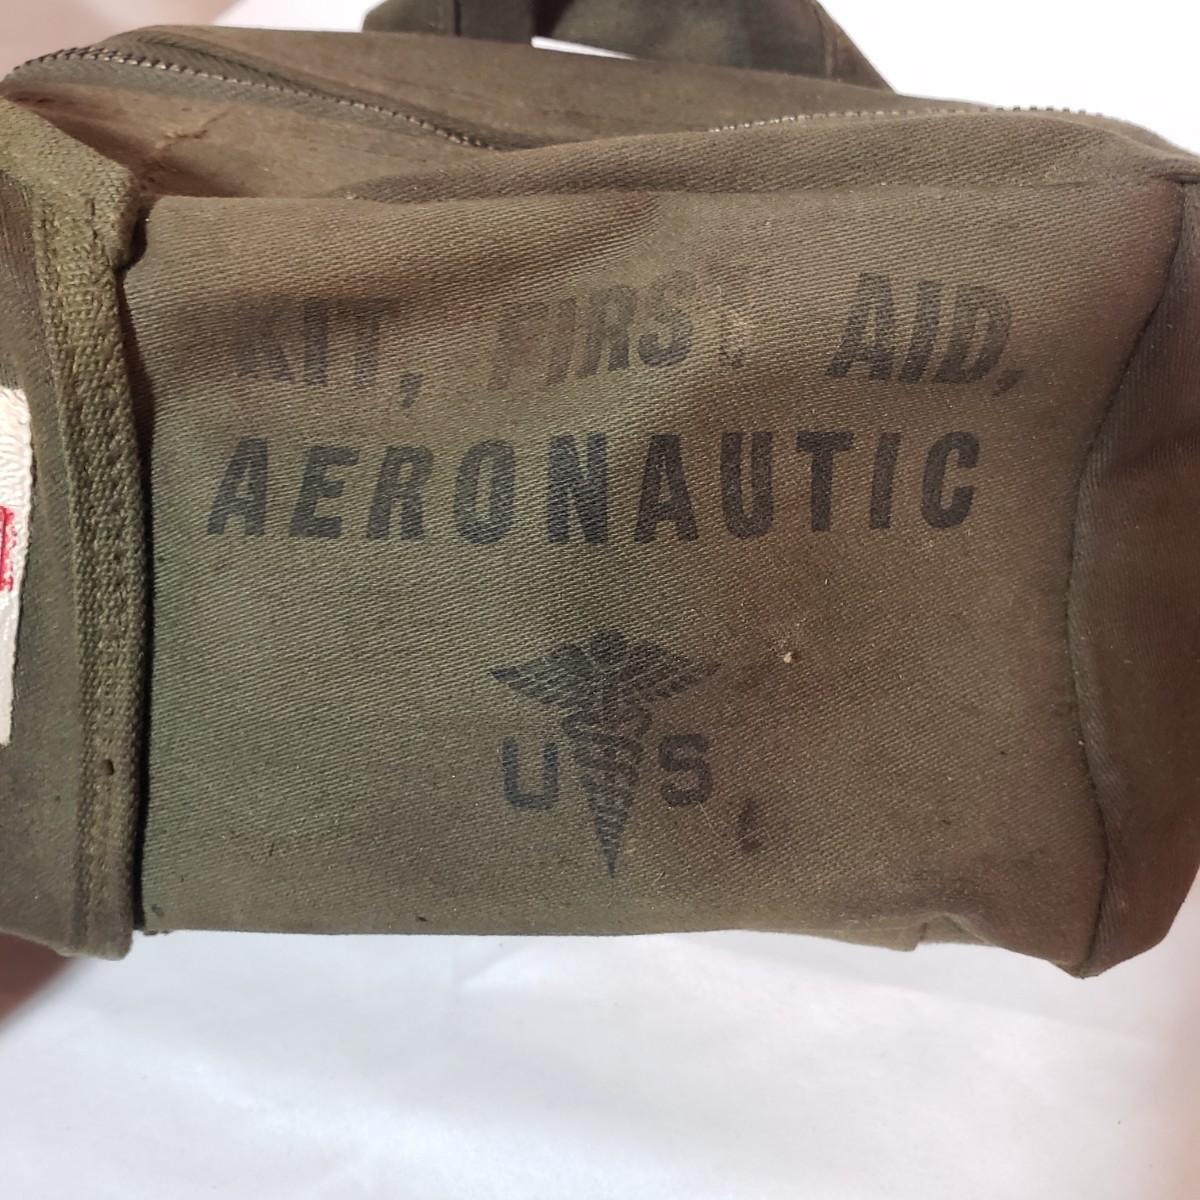 KIT, FIRST AID,
AERONAUTIC
U S